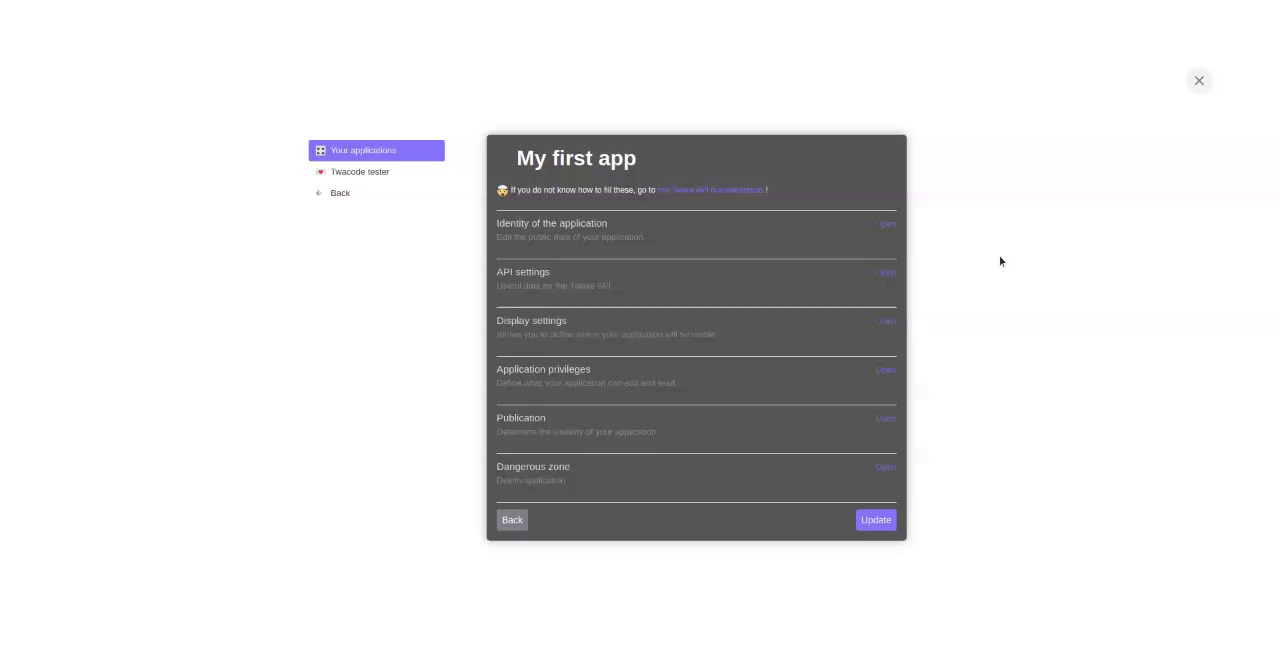 Your applications
Twacode tester
Back
My first app
If you do not know how to fill these, go to the Twake API documentation !
Identity of the application
Open
Edit the public data of your application.
API settings
Open
Useful data for the Twake API
Display settings
Open
Allows you to define where your application will be visible.
Application privileges
Open
Define what your application can edit and read.
Publication
Open
Determine the visibility of your application
Dangerous zone
Open
Delete application
Back
Update